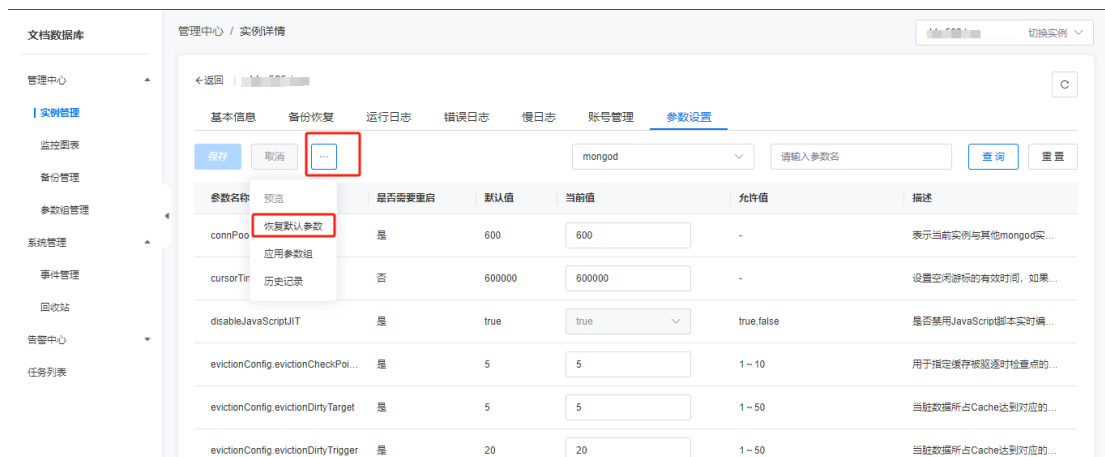 文档数据库
管理中心 / 实例详情
切换实例
管理中心
实例管理
监控图表
备份管理
参数组管理
系统管理
事件管理
回收站
告警中心
任务列表
←返回
基本信息 备份恢复 运行日志 错误日志 慢日志 账号管理 参数设置
保存 取消 ... mongod 请输入参数名 查询 重置
预览
恢复默认参数
应用参数组
历史记录
参数名称 是否需要重启 默认值 当前值 允许值 描述
connPoo 是 600 600 - 表示当前实例与其他mongod实...
cursorTim 否 600000 600000 - 设置空闲游标的有效时间，如果...
disableJavaScriptJIT 是 true true true,false 是否禁用JavaScript脚本实时编...
evictionConfig.evictionCheckPoi... 是 5 5 1 ~ 10 用于指定缓存被驱逐时检查点的...
evictionConfig.evictionDirtyTarget 是 5 5 1 ~ 50 当脏数据所占Cache达到对应的...
evictionConfig.evictionDirtyTrigger 是 20 20 1 ~ 50 当脏数据所占Cache达到对应的...